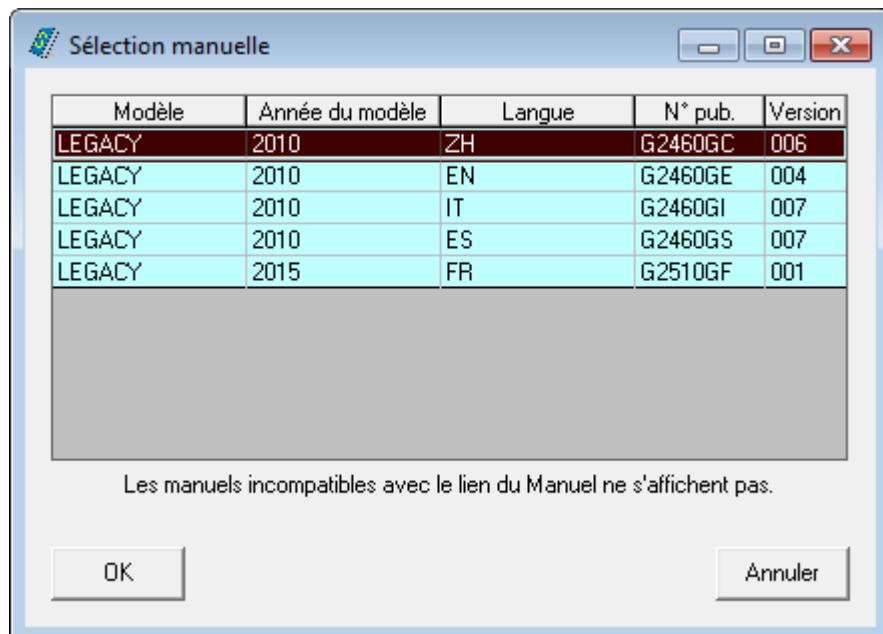 Sélection manuelle
Modèle Année du modèle Langue N° pub. Version
LEGACY 2010 ZH G2460GC 006
LEGACY 2010 EN G2460GE 004
LEGACY 2010 IT G2460GI 007
LEGACY 2010 ES G2460GS 007
LEGACY 2015 FR G2510GF 001
Les manuels incompatibles avec le lien du Manuel ne s'affichent pas.
OK Annuler